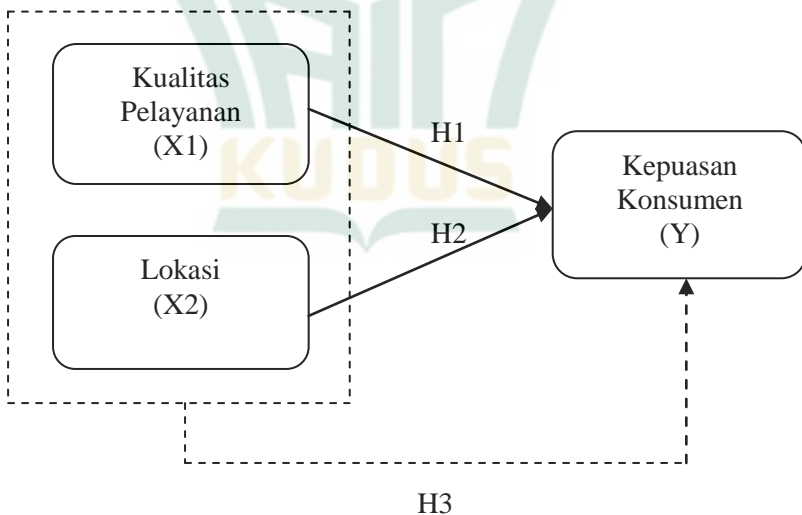 Kualitas
Pelayanan
(X1)
H1
Kepuasan
Konsumen
(Y)
KUDUS
H2
Lokasi
(X2)
H3